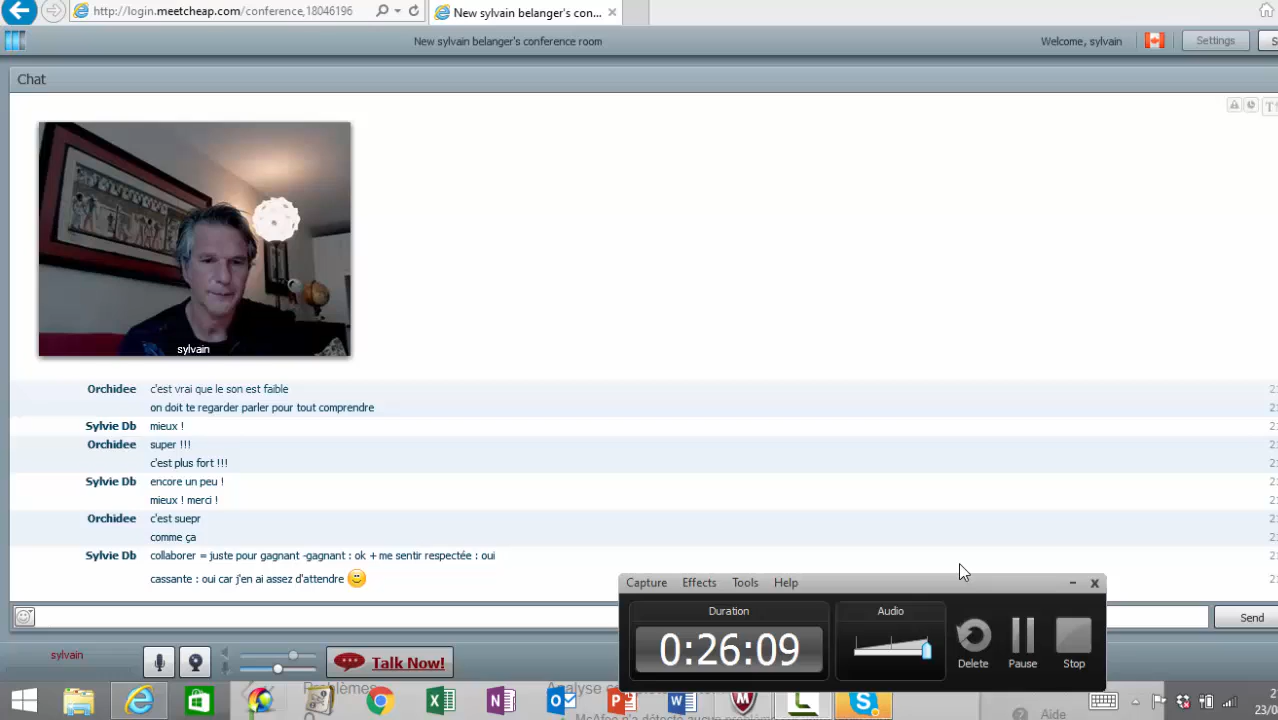 http://login.meetcheap.com/conference,18046196
New sylvain belanger's con...
New sylvain belanger's conference room
Welcome, sylvain
Settings
Chat
sylvain
Orchidee c'est vrai que le son est faible
on doit te regarder parler pour tout comprendre
Sylvie Db mieux !
Orchidee super !!!
c'est plus fort !!!
Sylvie Db encore un peu !
mieux ! merci !
Orchidee c'est suepr
comme ça
Sylvie Db collaborer = juste pour gagnant -gagnant : ok + me sentir respectée : oui
cassante : oui car j'en ai assez d'attendre
Capture Effects Tools Help
Duration
Audio
0:26:09
Delete
Pause
Stop
Send
sylvain
Talk Now!
Problèmes
Aide
23/0